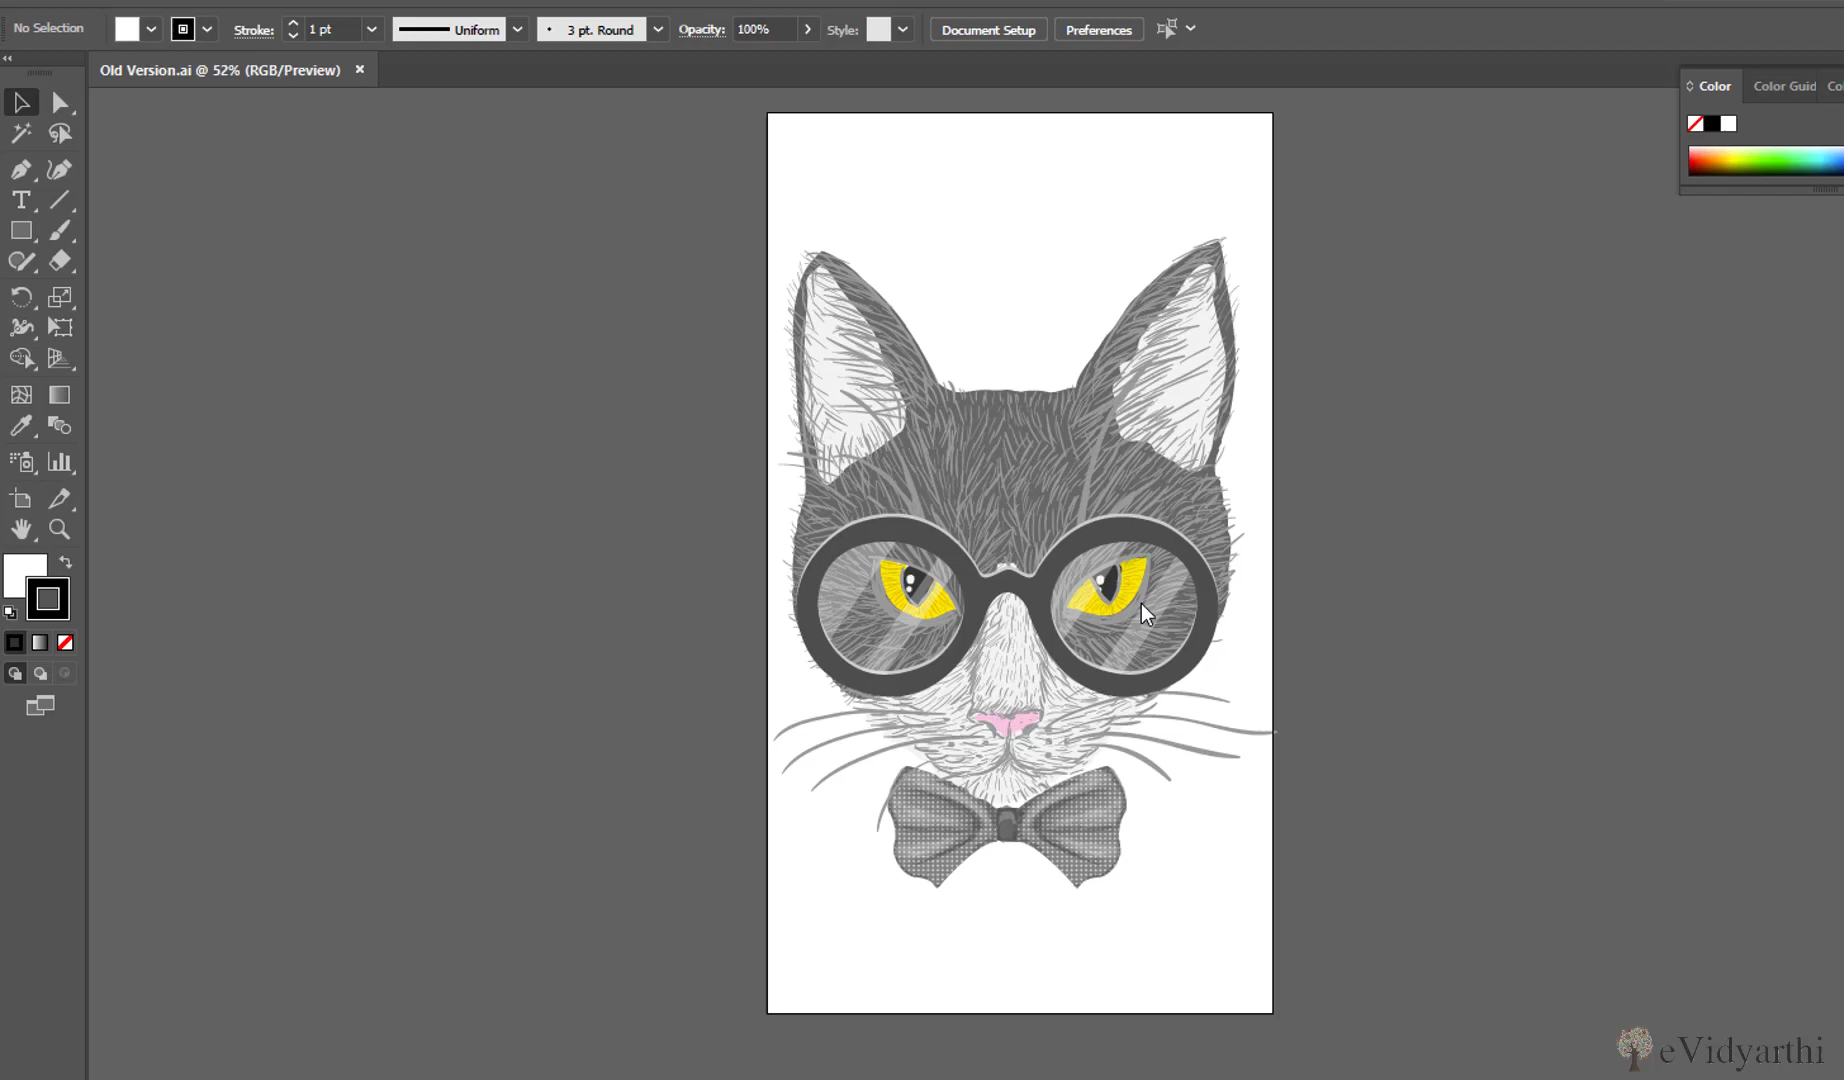 No Selection
Stroke: 1 pt Uniform 3 pt. Round Opacity: 100% Style: Document Setup Preferences
Old Version.ai @ 52% (RGB/Preview) ×
Color Color Guid Co
eVidyarthi